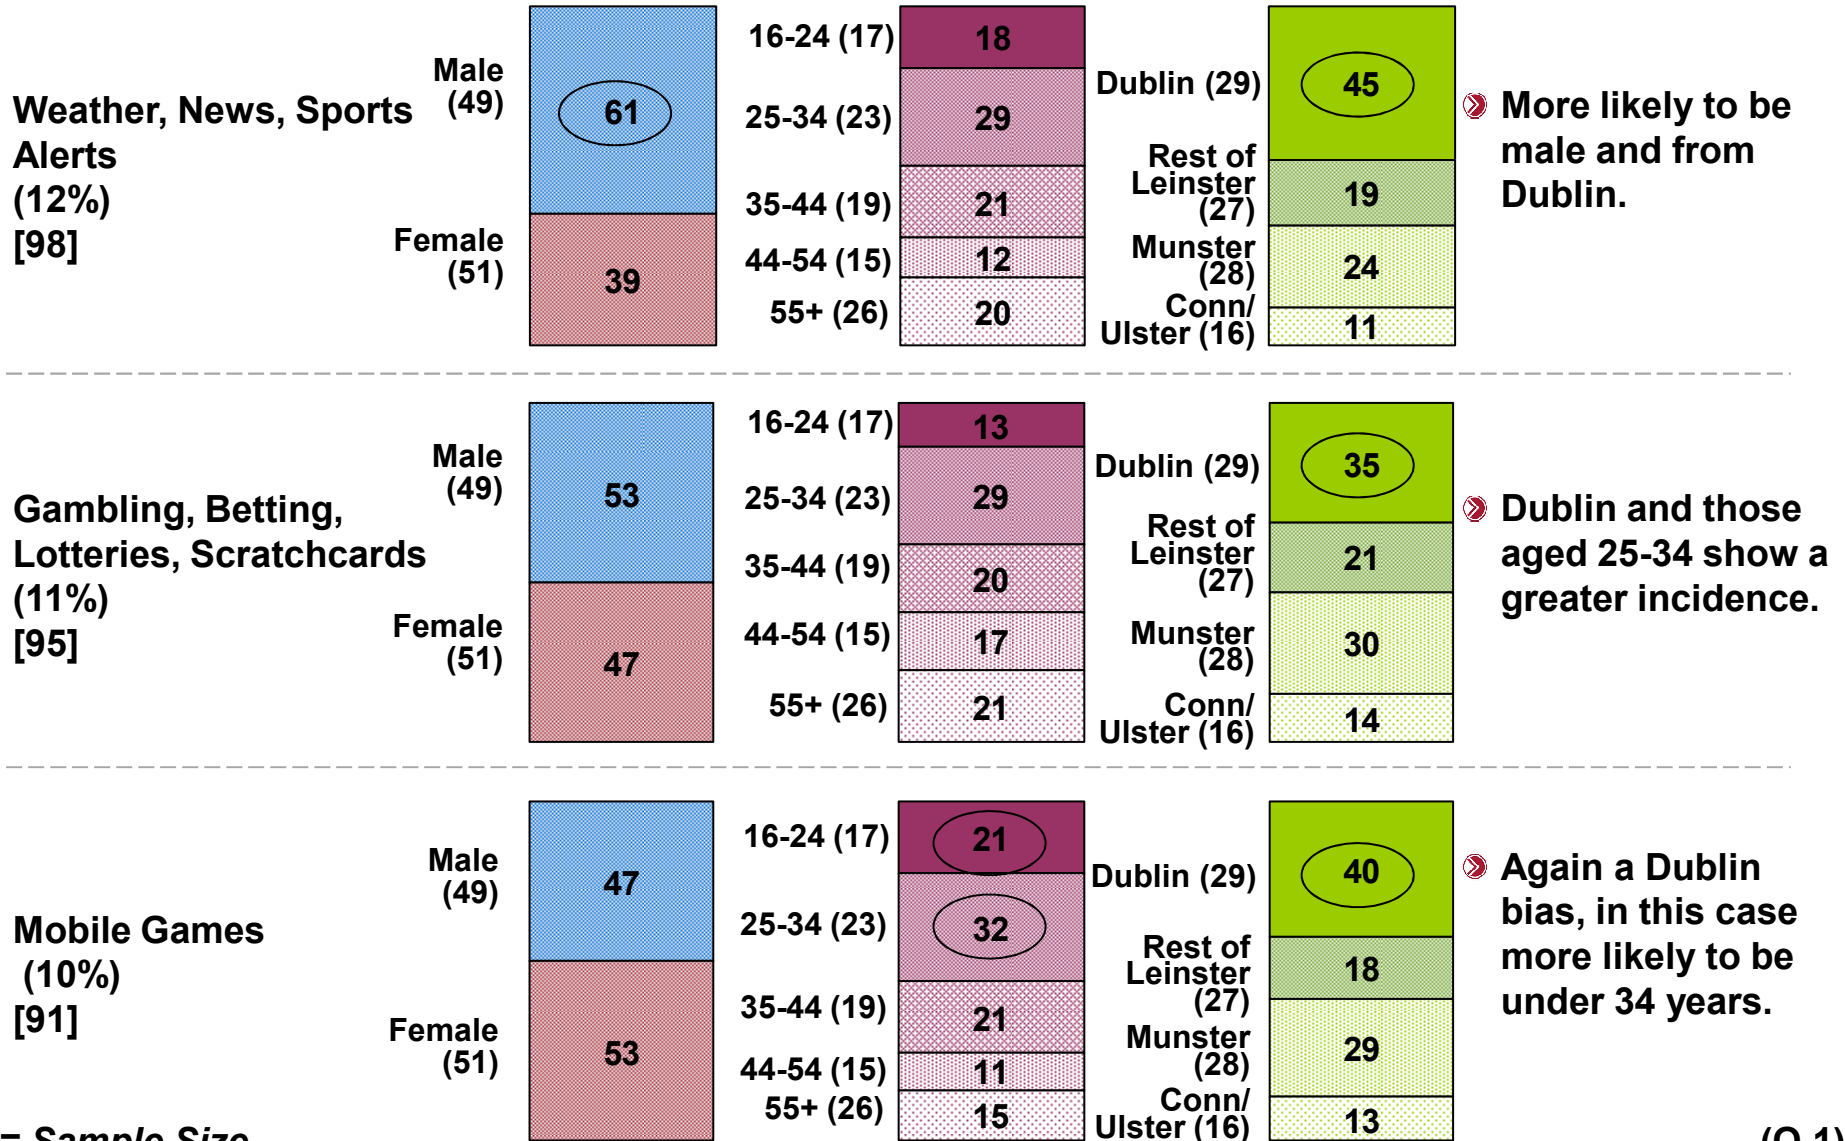 Weather, News, Sports
Alerts
(12%)
[98]
Male
(49)
Female
(51)
61
39
16-24 (17)
25-34 (23)
35-44 (19)
44-54 (15)
55+ (26)
18
29
21
12
20
Dublin (29)
Rest of
Leinster
(27)
Munster
(28)
Conn/
Ulster (16)
45
19
24
11
More likely to be
male and from
Dublin.
Gambling, Betting,
Lotteries, Scratchcards
(11%)
[95]
Male
(49)
Female
(51)
53
47
16-24 (17)
25-34 (23)
35-44 (19)
44-54 (15)
55+ (26)
13
29
20
17
21
Dublin (29)
Rest of
Leinster
(27)
Munster
(28)
Conn/
Ulster (16)
35
21
30
14
Dublin and those
aged 25-34 show a
greater incidence.
Mobile Games
(10%)
[91]
Male
(49)
Female
(51)
47
53
16-24 (17)
25-34 (23)
35-44 (19)
44-54 (15)
55+ (26)
21
32
21
11
15
Dublin (29)
Rest of
Leinster
(27)
Munster
(28)
Conn/
Ulster (16)
40
18
29
13
Again a Dublin
bias, in this case
more likely to be
under 34 years.
= Sample Size
(Q.1)